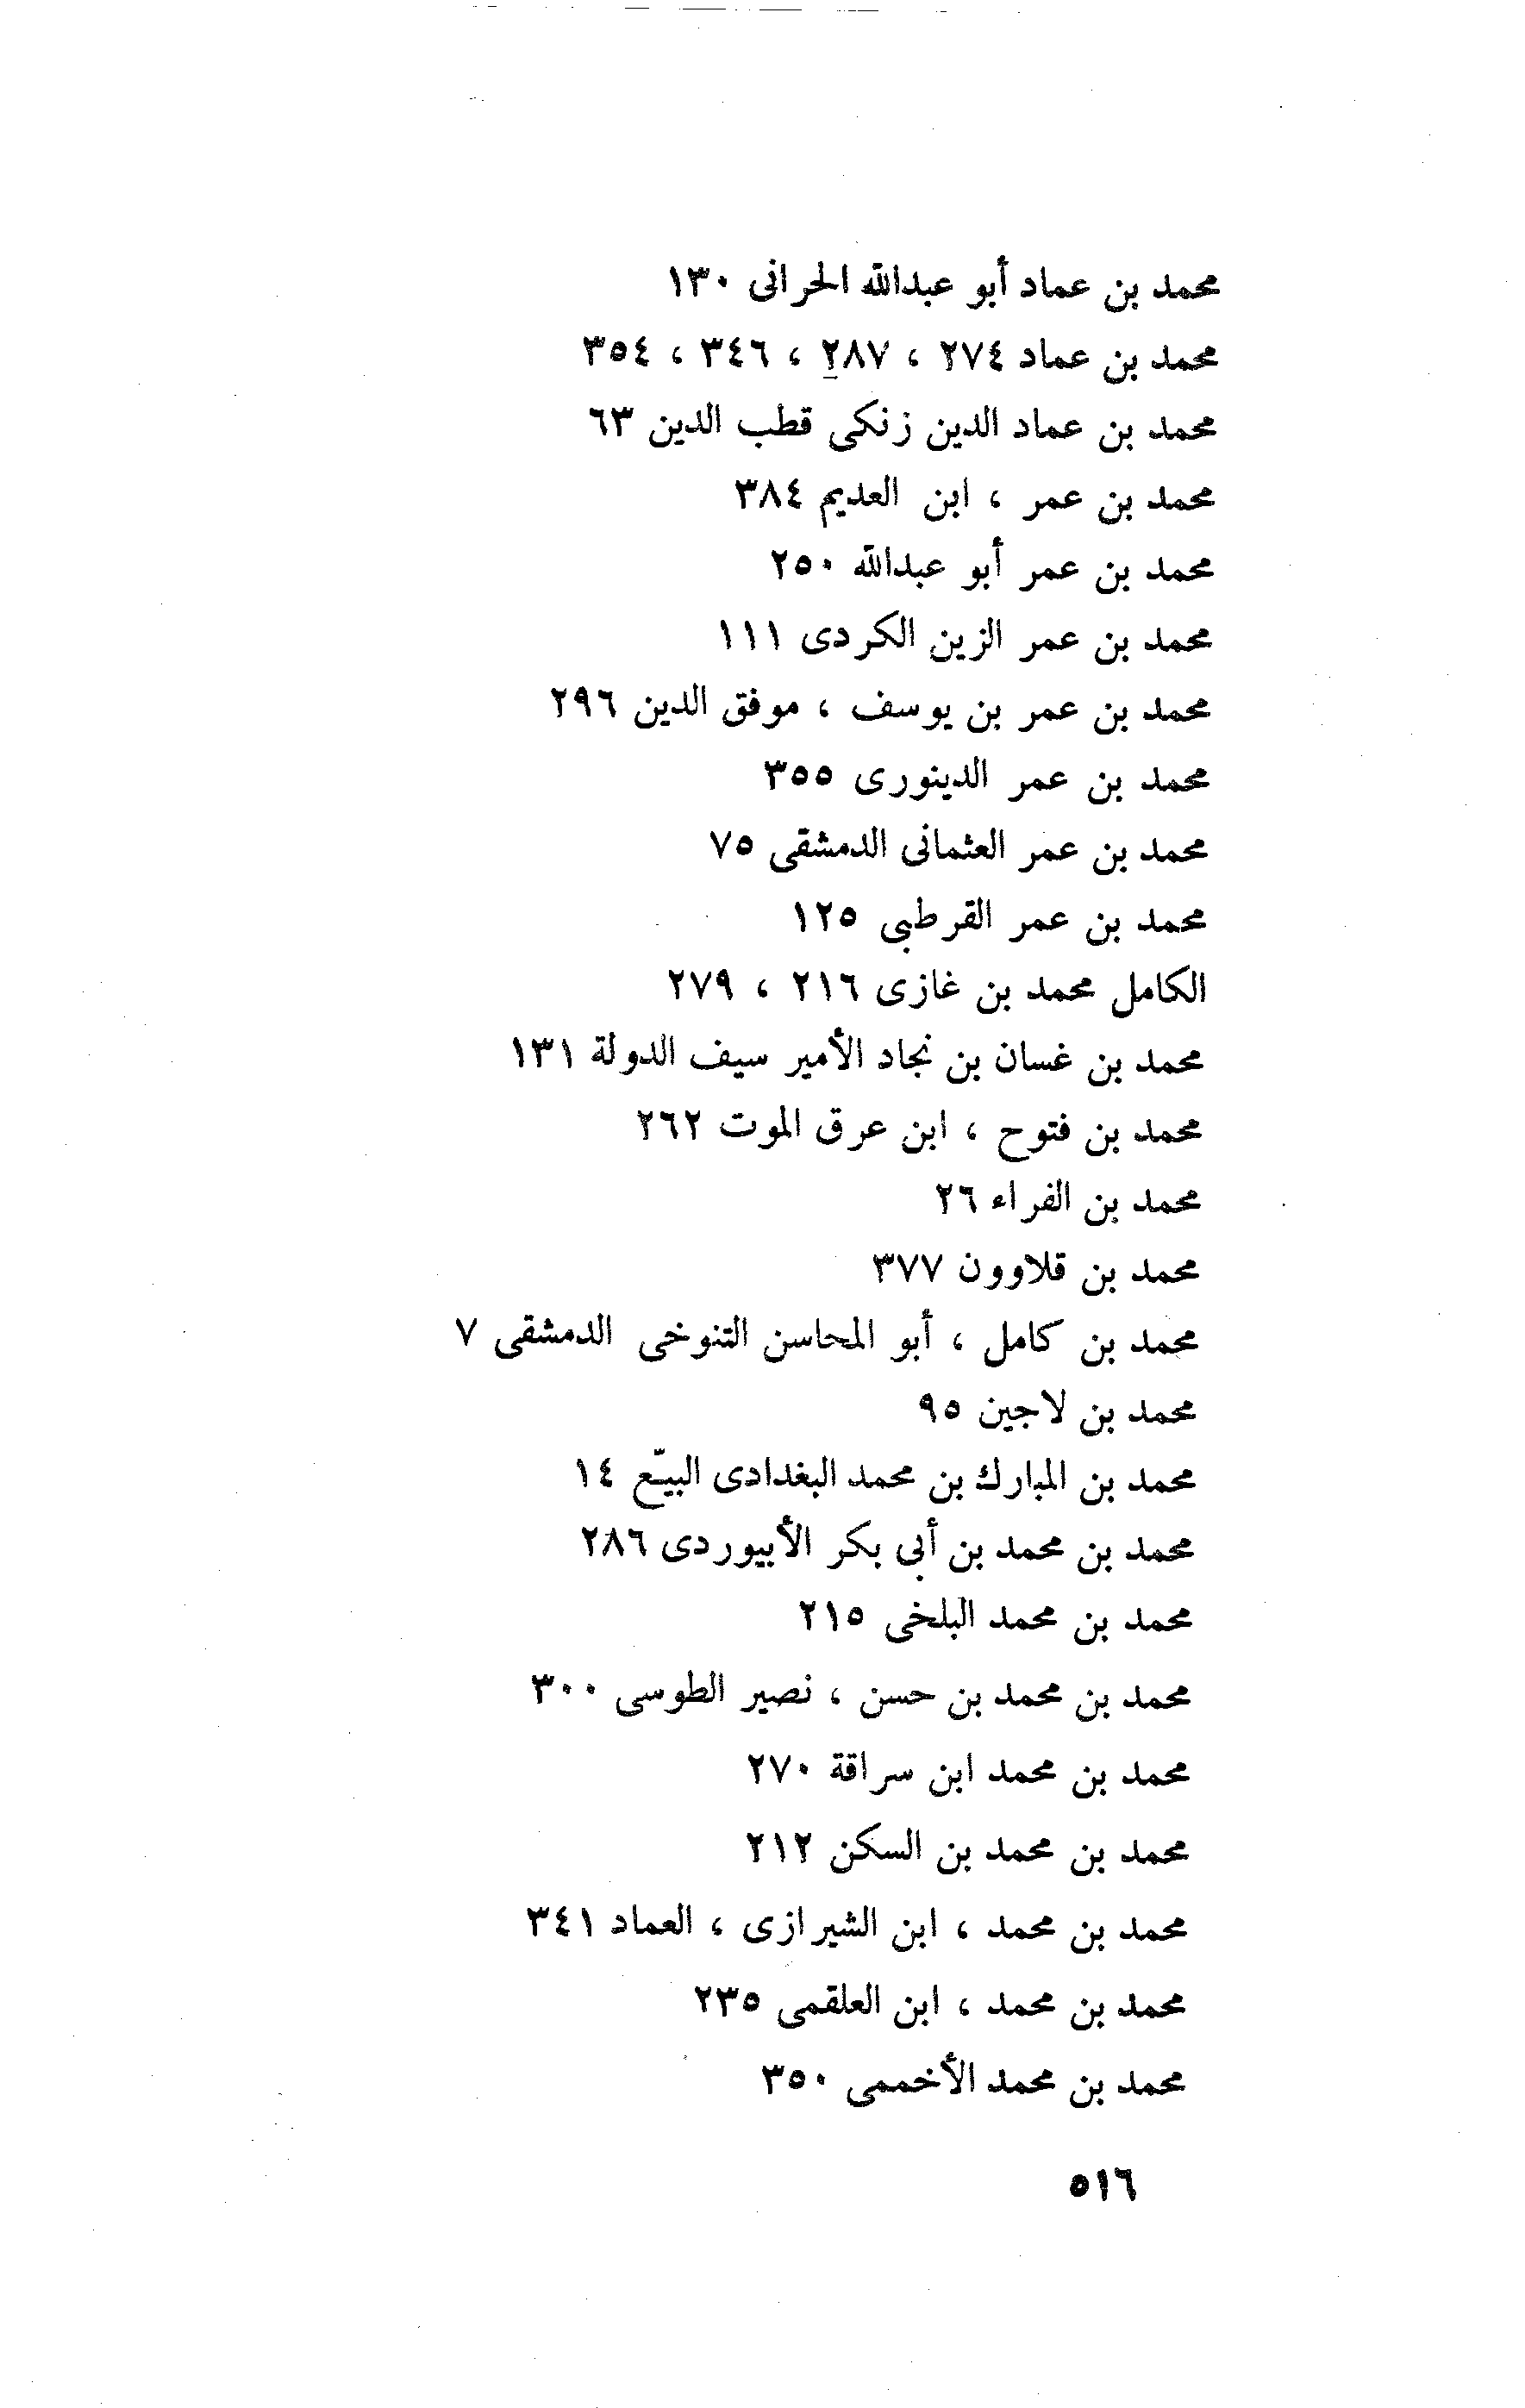 محمد بن عماد أبو عبدالله الحرانى ١٣٠
محمد بن عماد ٢٧٤ ، ٢٨٧ ، ٣٤٦ ، ٣٥٤
محمد بن عماد الدين زنكى قطب الدين ٦٣
محمد بن عمر ، ابن العديم ٣٨٤
محمد بن عمر أبو عبدالله ٢٥٠
محمد بن عمر الزين الكردى ١١١
محمد بن عمر بن يوسف ، موفق الدين ٢٩٦
محمد بن عمر الدينورى ٣٥٥
محمد بن عمر العثمانى الدمشقى ٧٥
محمد بن عمر القرطبى ١٢٥
الكامل محمد بن غازى ٢١٦ ، ٢٧٩
محمد بن غسان بن نجاد الأمير سيف الدولة ١٣١
محمد بن فتوح ، ابن عرق الموت ٢٦٢
محمد بن الفراء ٢٦
محمد بن قلاوون ٣٧٧
محمد بن كامل ، أبو المحاسن التنوخى الدمشقى ٧
محمد بن لاجين ٩٥
محمد بن المبارك بن محمد البغدادى البيّع ١٤
محمد بن محمد بن أبى بكر الأبيوردى ٢٨٦
محمد بن محمد البلخى ٢١٥
محمد بن محمد بن حسن ، نصير الطوسى ٣٠٠
محمد بن محمد ابن سراقة ٢٧٠
محمد بن محمد بن السكن ٢١٢
محمد بن محمد ، ابن الشيرازى ، العماد ٣٤١
محمد بن محمد ، ابن العلقمى ٢٣٥
محمد بن محمد الأخممى ٣٥٠
٥١٦